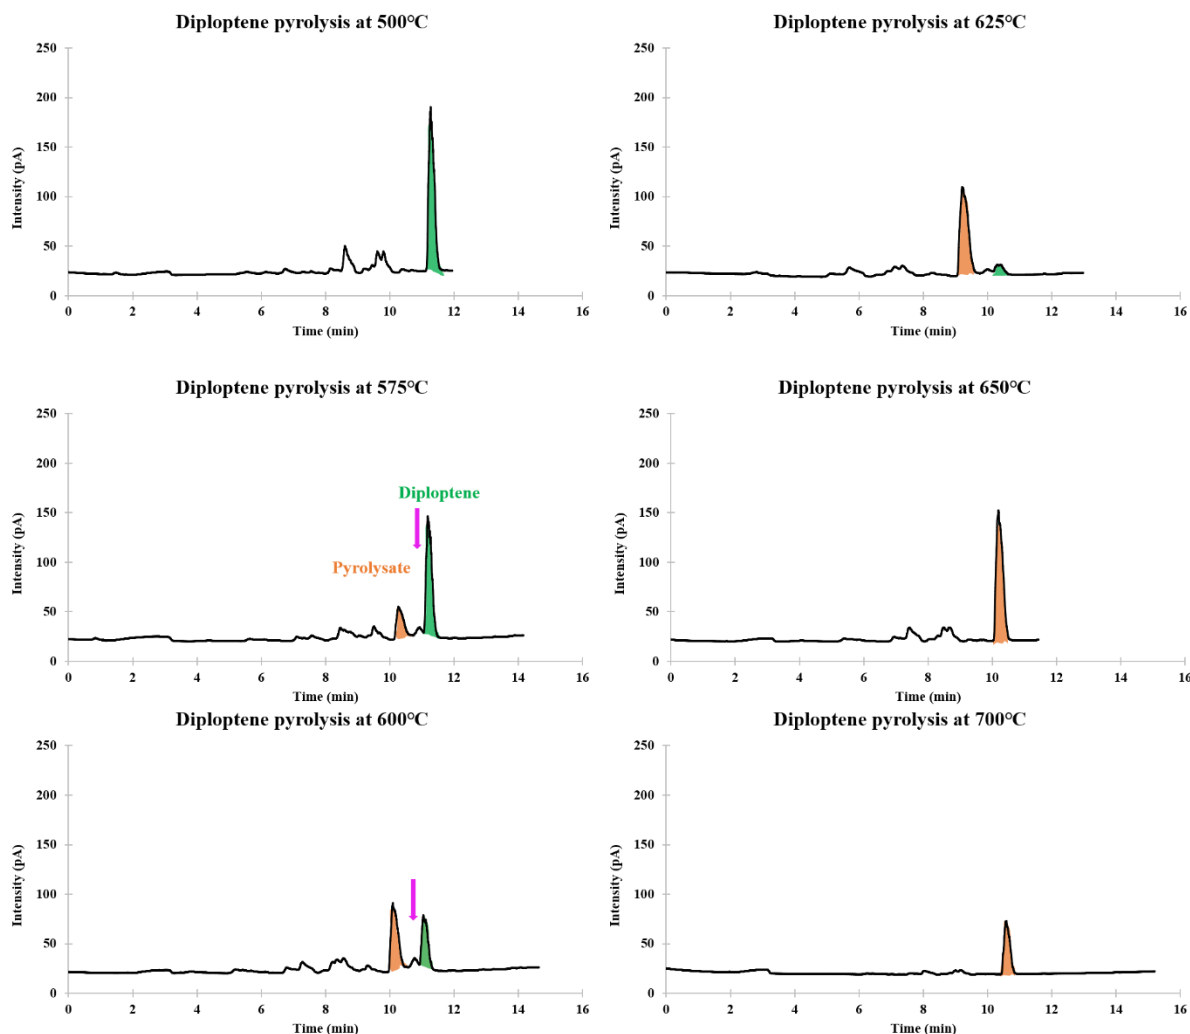 Diploptene pyrolysis at 500°C
250
200
150
100
50
0
Intensity (pA)
0 2 4 6 8 10 12 14 16
Time (min)
Diploptene pyrolysis at 625°C
250
200
150
100
50
0
Intensity (pA)
0 2 4 6 8 10 12 14 16
Time (min)
Diploptene pyrolysis at 575°C
250
200
150
100
50
0
Intensity (pA)
Diploptene
Pyrolysate
0 2 4 6 8 10 12 14 16
Time (min)
Diploptene pyrolysis at 650°C
250
200
150
100
50
0
Intensity (pA)
0 2 4 6 8 10 12 14 16
Time (min)
Diploptene pyrolysis at 600°C
250
200
150
100
50
0
Intensity (pA)
0 2 4 6 8 10 12 14 16
Time (min)
Diploptene pyrolysis at 700°C
250
200
150
100
50
0
Intensity (pA)
0 2 4 6 8 10 12 14 16
Time (min)